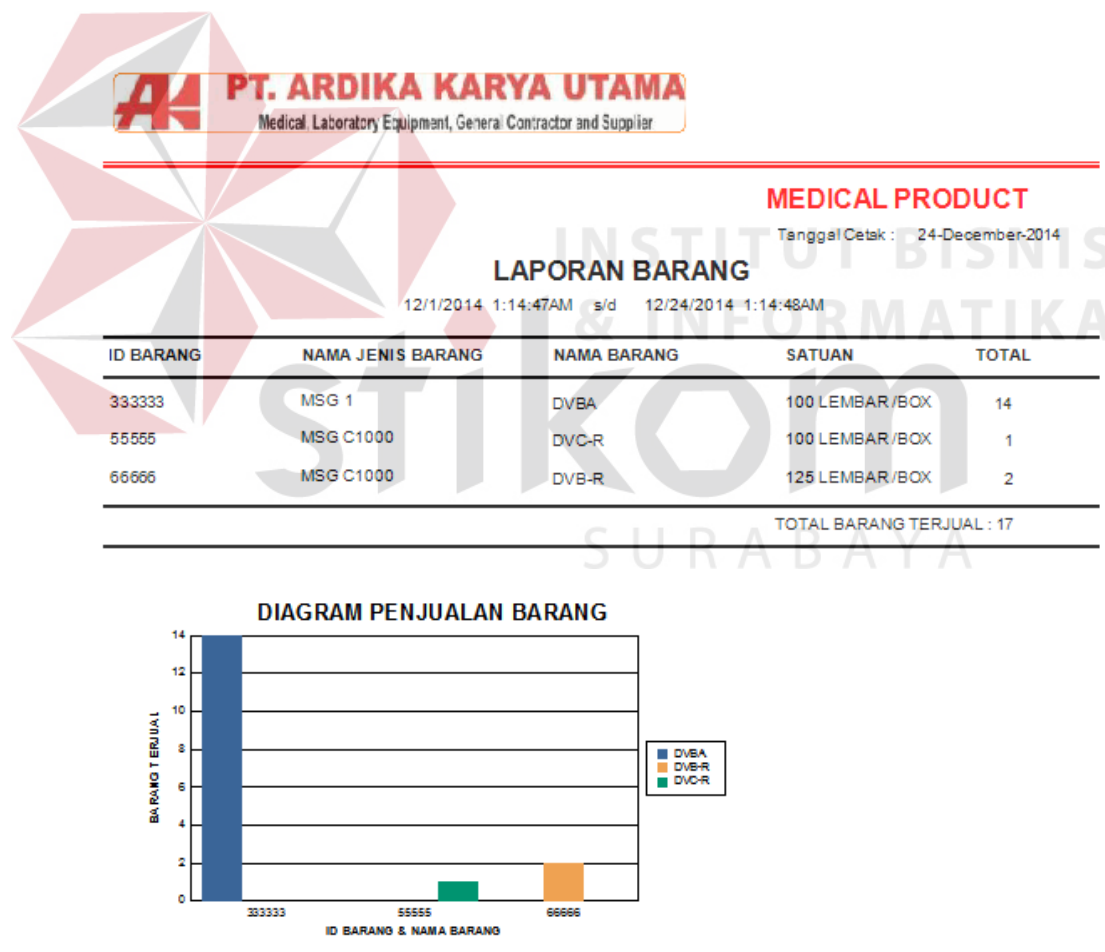 PT. ARDIKA KARYA UTAMA
Medical, Laboratory Equipment, General Contractor and Supplier
MEDICAL PRODUCT
Tanggal Cetak : 24-December-2014
INSTITUT BISNIS
LAPORAN BARANG
12/1/2014 1:14:47AM s/d 12/24/2014 1:14:48AM
& INFORMATIKA
ID BARANG NAMA JENIS BARANG NAMA BARANG SATUAN TOTAL
stikom
333333 MSG 1 DVBA 100 LEMBAR/BOX 14
55555 MSG C1000 DVC-R 100 LEMBAR/BOX 1
66666 MSG C1000 DVB-R 125 LEMBAR/BOX 2
TOTAL BARANG TERJUAL : 17
SURABAYA
DIAGRAM PENJUALAN BARANG
14
12
10
8
6
4
2
0
BARANG TERJUAL
DVBA
DVB-R
DVC-R
333333 55555 66666
ID BARANG & NAMA BARANG